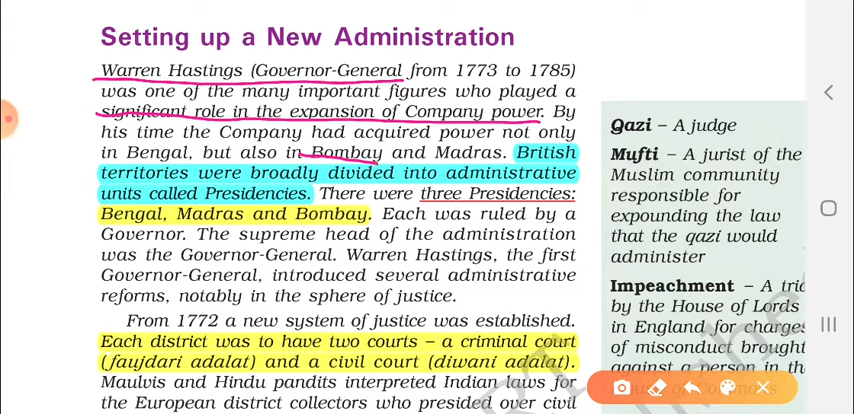 Setting up a New Administration
Warren Hastings (Governor-General from 1773 to 1785)
was one of the many important figures who played a
significant role in the expansion of Company power. By
his time the Company had acquired power not only
in Bengal, but also in Bombay and Madras. British
territories were broadly divided into administrative
units called Presidencies. There were three Presidencies:
Bengal, Madras and Bombay. Each was ruled by a
Governor. The supreme head of the administration
was the Governor-General. Warren Hastings, the first
Governor-General, introduced several administrative
reforms, notably in the sphere of justice.
From 1772 a new system of justice was established.
Each district was to have two courts – a criminal court
(faujdari adalat) and a civil court (diwani adalat).
Maulvis and Hindu pandits interpreted Indian laws for
the European district collectors who presided over civil
Qazi – A judge
Mufti – A jurist of the
Muslim community
responsible for
expounding the law
that the qazi would
administer
Impeachment – A tria
by the House of Lords
in England for charges
of misconduct brought
against a person in th